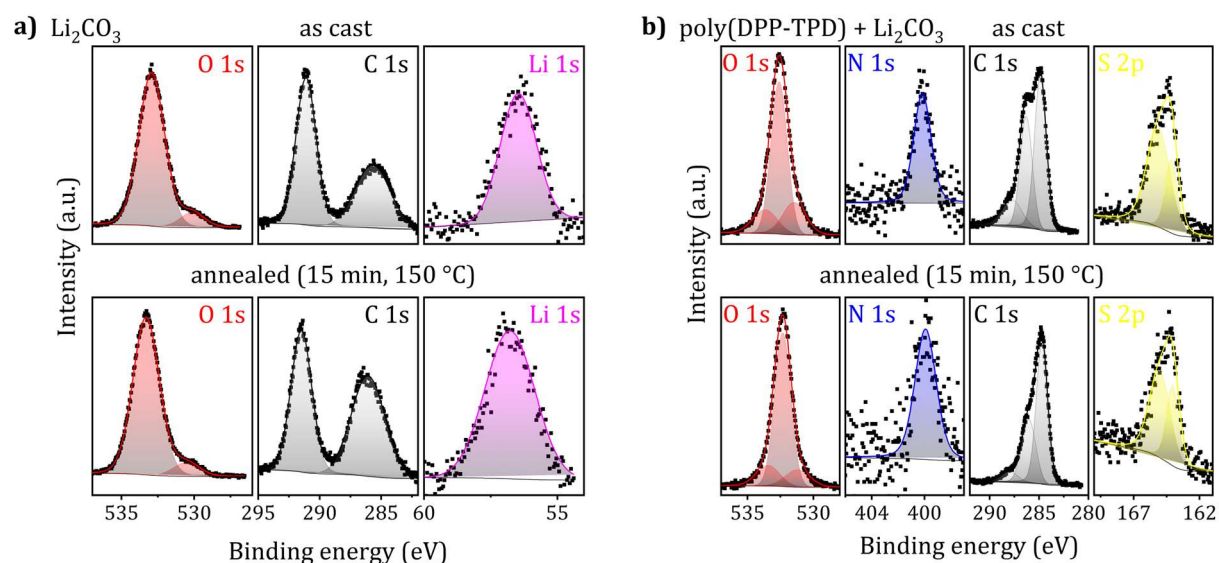 a) Li₂CO₃ as cast
O 1s C 1s Li 1s
annealed (15 min, 150 °C)
O 1s C 1s Li 1s
Intensity (a.u.)
535 530 295 290 285 60 55
Binding energy (eV)
b) poly(DPP-TPD) + Li₂CO₃ as cast
O 1s N 1s C 1s S 2p
annealed (15 min, 150 °C)
O 1s N 1s C 1s S 2p
Intensity (a.u.)
535 530 404 400 290 285 280 167 162
Binding energy (eV)